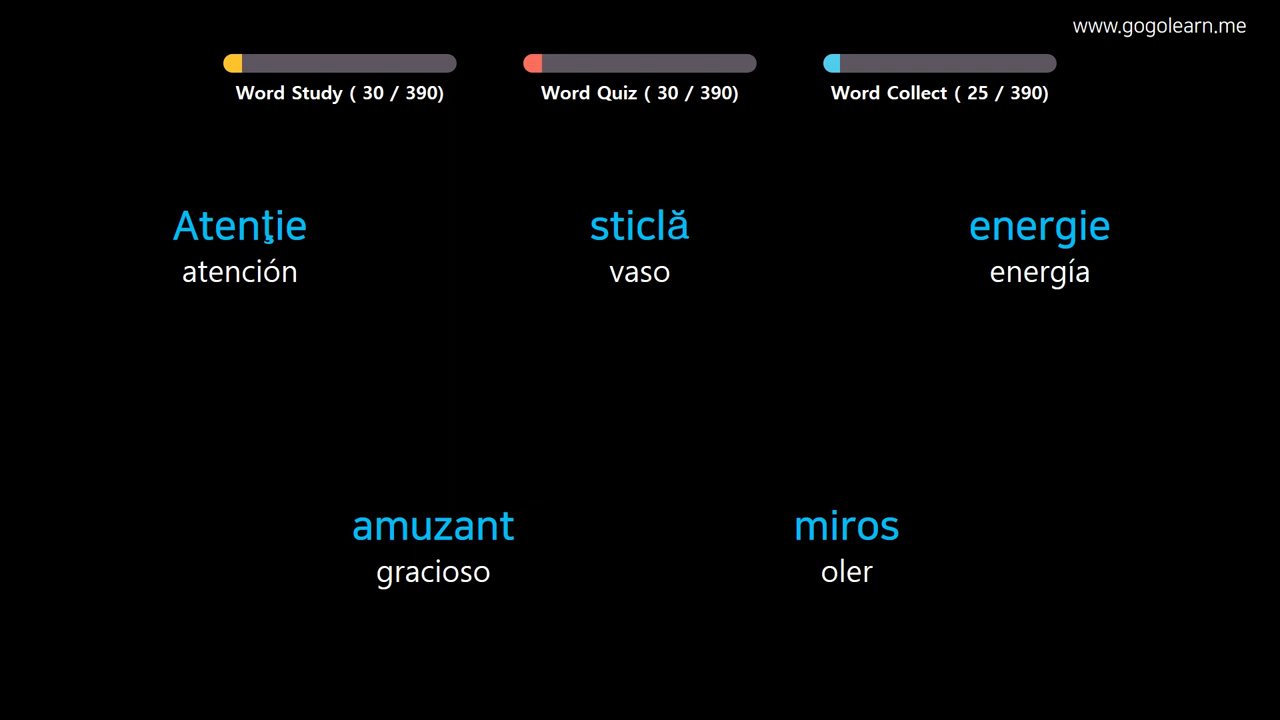 www.gogolearn.me
Word Study ( 30 / 390)
Word Quiz ( 30 / 390)
Word Collect ( 25 / 390)
Atenţie
atención
sticlă
vaso
energie
energía
amuzant
gracioso
miros
oler